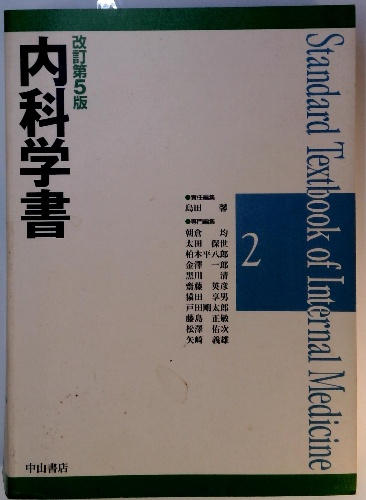 改訂第5版
内科学書
Standard Textbook of Internal Medicine
2
●責任編集
島田 馨
●専門編集
朝倉 均
太田 保世
柏木平八郎
金澤 一郎
黒川 清
齋藤 英彦
猿田 享男
戸田剛太郎
藤島 正敏
松澤 佑次
矢崎 義雄
中山書店